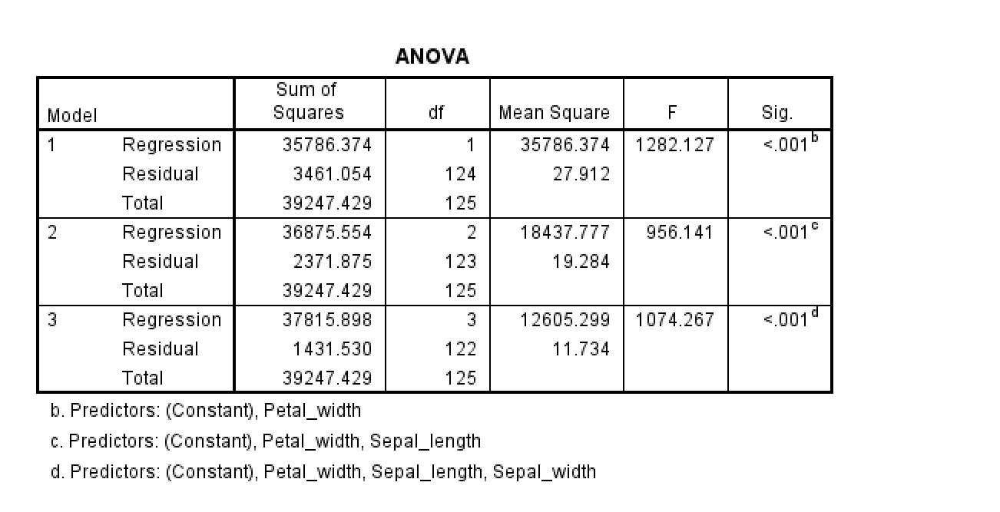 ANOVA
Model Sum of Squares df Mean Square F Sig.
1 Regression 35786.374 1 35786.374 1282.127 <.001b
Residual 3461.054 124 27.912
Total 39247.429 125
2 Regression 36875.554 2 18437.777 956.141 <.001c
Residual 2371.875 123 19.284
Total 39247.429 125
3 Regression 37815.898 3 12605.299 1074.267 <.001d
Residual 1431.530 122 11.734
Total 39247.429 125
b. Predictors: (Constant), Petal_width
c. Predictors: (Constant), Petal_width, Sepal_length
d. Predictors: (Constant), Petal_width, Sepal_length, Sepal_width